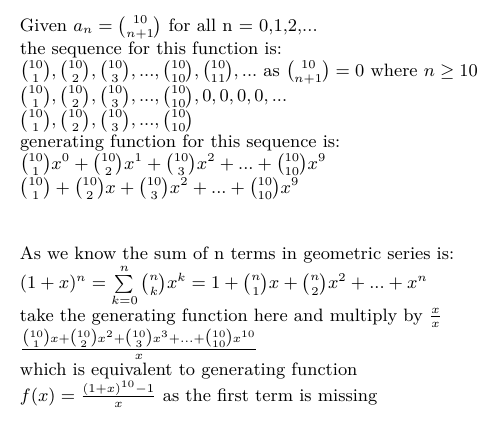 Given $a_n = \binom{10}{n+1}$ for all n = 0,1,2,...
the sequence for this function is:
$\binom{10}{1}, \binom{10}{2}, \binom{10}{3}, ..., \binom{10}{10}, \binom{10}{11}, ...$ as $\binom{10}{n+1} = 0$ where $n \geq 10$
$\binom{10}{1}, \binom{10}{2}, \binom{10}{3}, ..., \binom{10}{10}, 0, 0, 0, 0, ...$
$\binom{10}{1}, \binom{10}{2}, \binom{10}{3}, ..., \binom{10}{10}$
generating function for this sequence is:
$\binom{10}{1}x^0 + \binom{10}{2}x^1 + \binom{10}{3}x^2 + ... + \binom{10}{10}x^9$
$\binom{10}{1} + \binom{10}{2}x + \binom{10}{3}x^2 + ... + \binom{10}{10}x^9$
As we know the sum of n terms in geometric series is:
$(1+x)^n = \sum_{k=0}^{n} \binom{n}{k}x^k = 1 + \binom{n}{1}x + \binom{n}{2}x^2 + ... + x^n$
take the generating function here and multiply by $\frac{x}{x}$
$\frac{\binom{10}{1}x + \binom{10}{2}x^2 + \binom{10}{3}x^3 + ... + \binom{10}{10}x^{10}}{x}$
which is equivalent to generating function
$f(x) = \frac{(1+x)^{10}-1}{x}$ as the first term is missing